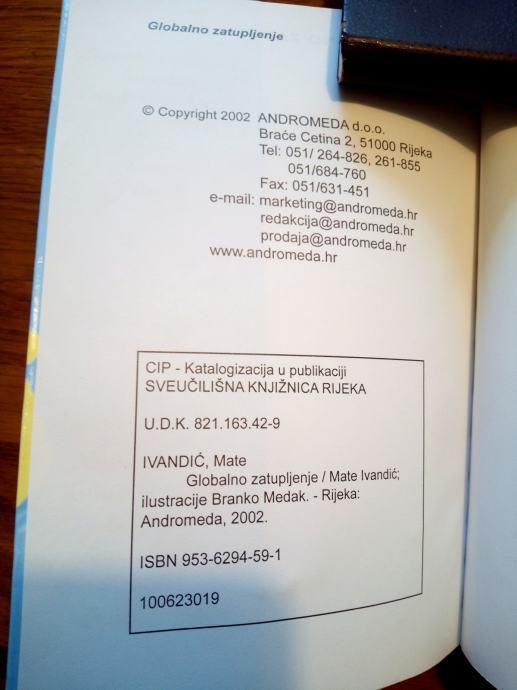 Globalno zatupljenje
© Copyright 2002 ANDROMEDA d.o.o.
Braće Cetina 2, 51000 Rijeka
Tel: 051/ 264-826, 261-855
051/684-760
Fax: 051/631-451
e-mail: marketing@andromeda.hr
redakcija@andromeda.hr
prodaja@andromeda.hr
www.andromeda.hr
CIP - Katalogizacija u publikaciji
SVEUČILIŠNA KNJIŽNICA RIJEKA
U.D.K. 821.163.42-9
IVANDIĆ, Mate
Globalno zatupljenje / Mate Ivandić;
ilustracije Branko Medak. - Rijeka:
Andromeda, 2002.
ISBN 953-6294-59-1
100623019